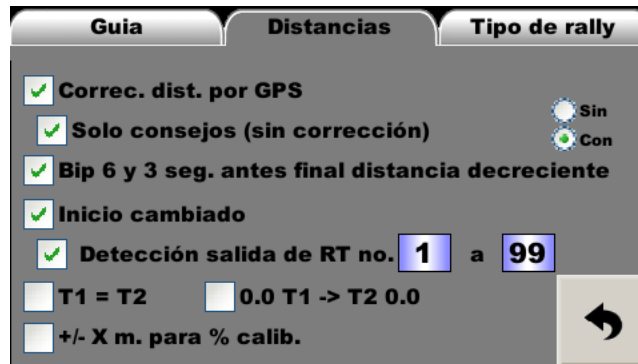 Guia Distancias Tipo de rally
Correc. dist. por GPS
Sin
Solo consejos (sin corrección)
Con
Bip 6 y 3 seg. antes final distancia decreciente
Inicio cambiado
Detección salida de RT no. 1 a 99
T1 = T2 0.0 T1 -> T2 0.0
+/- X m. para % calib.